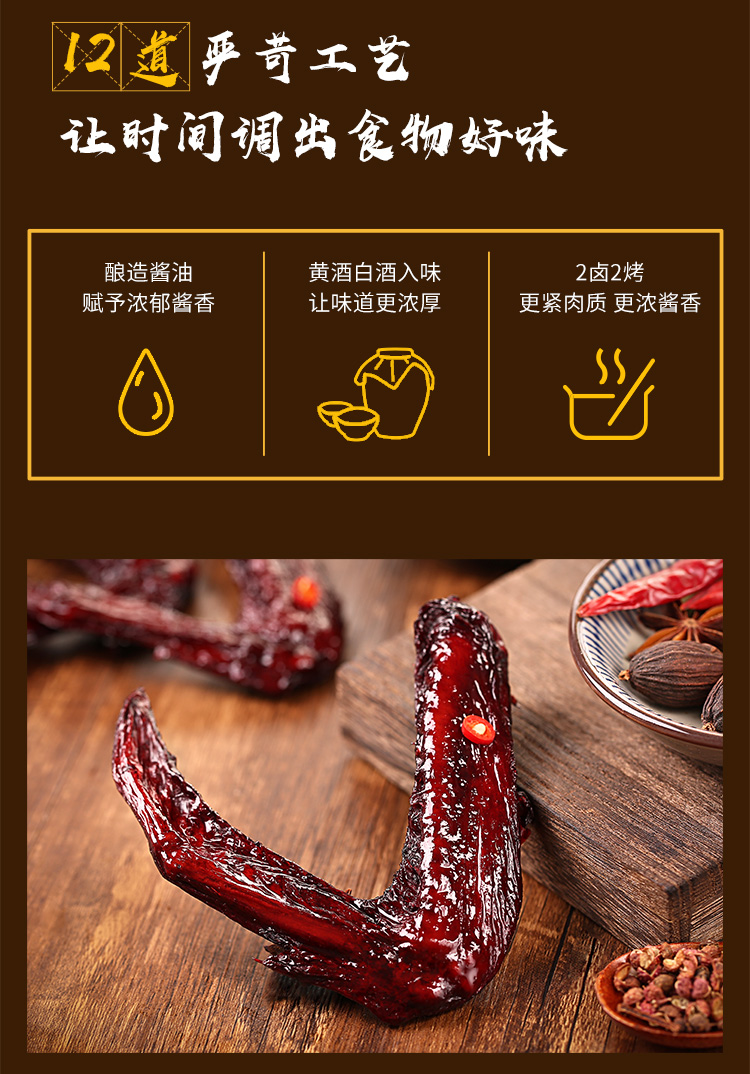 12道严苛工艺
让时间调出食物好味
酿造酱油
赋予浓郁酱香
黄酒白酒入味
让味道更浓厚
2卤2烤
更紧肉质 更浓酱香